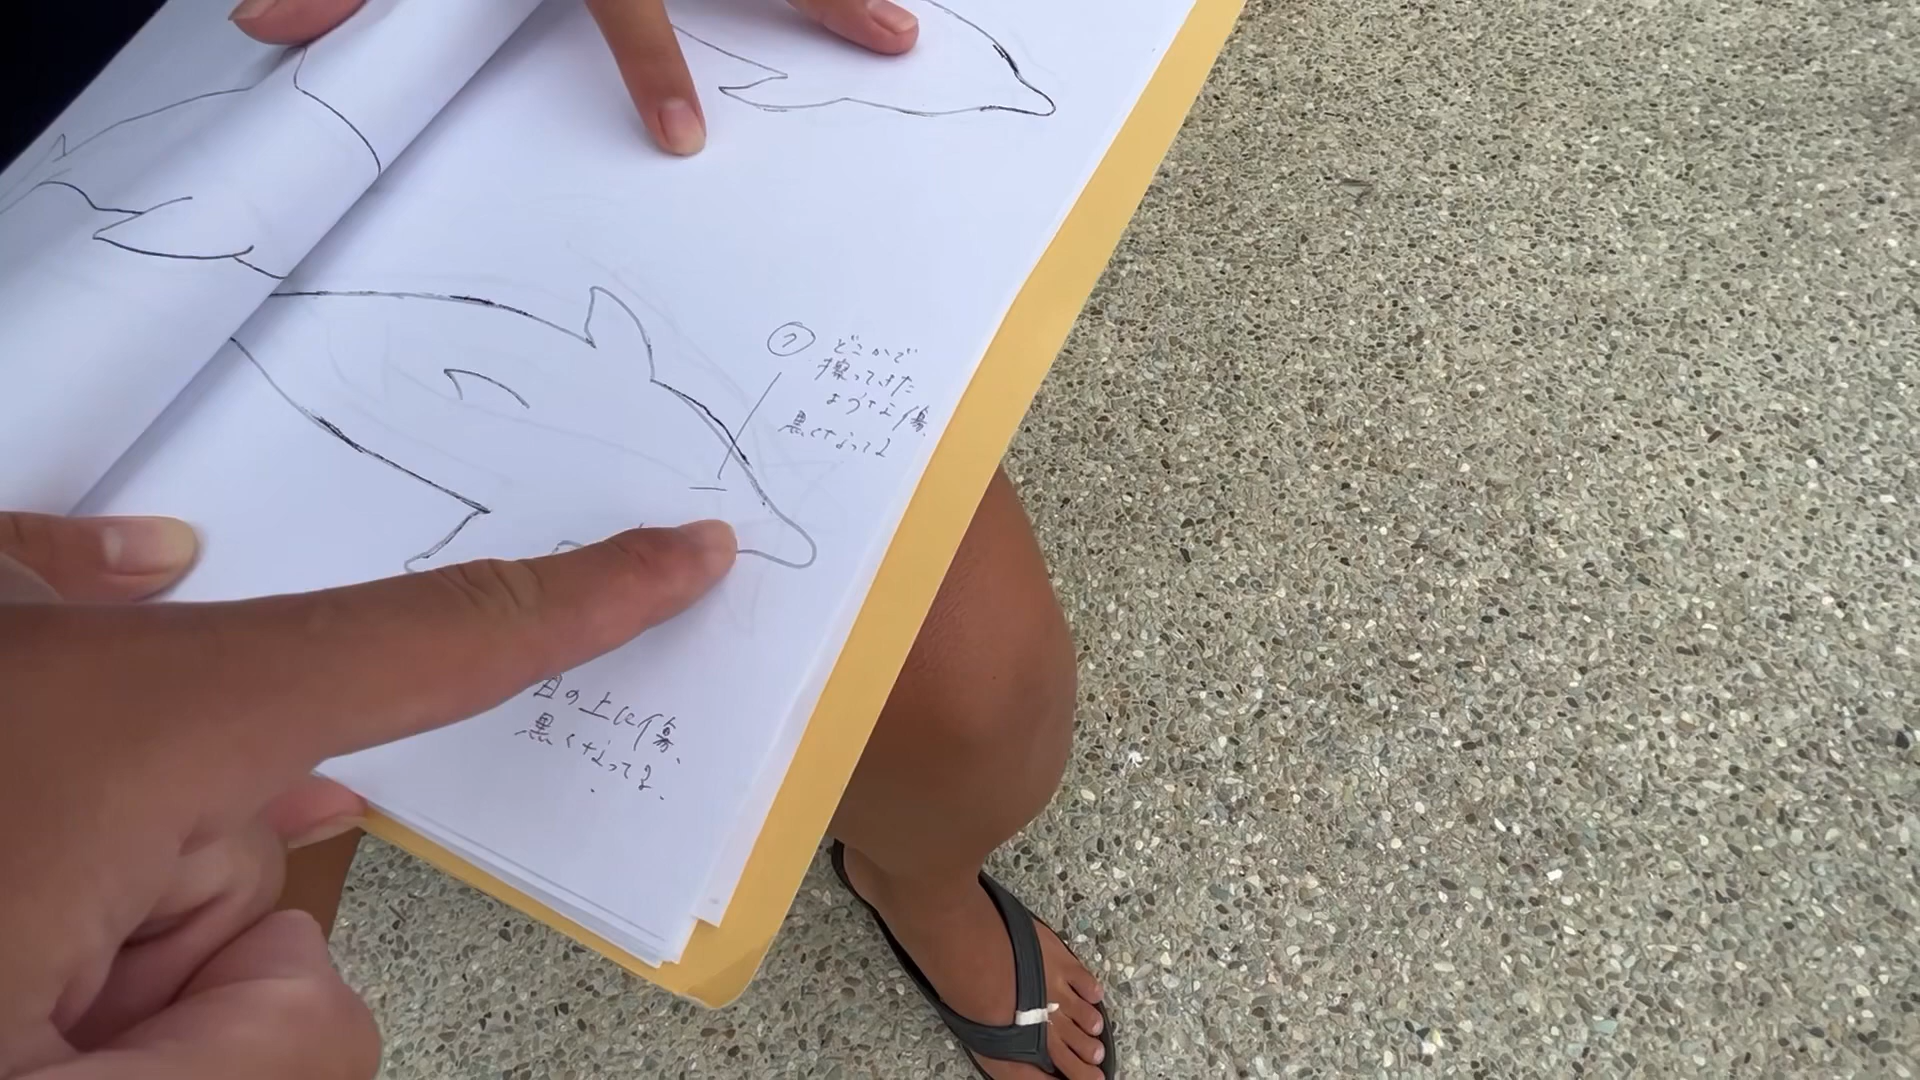 ク
どこかで
擦ってきた
ような傷、
黒くなってる
目の上に傷、
黒くなってる.